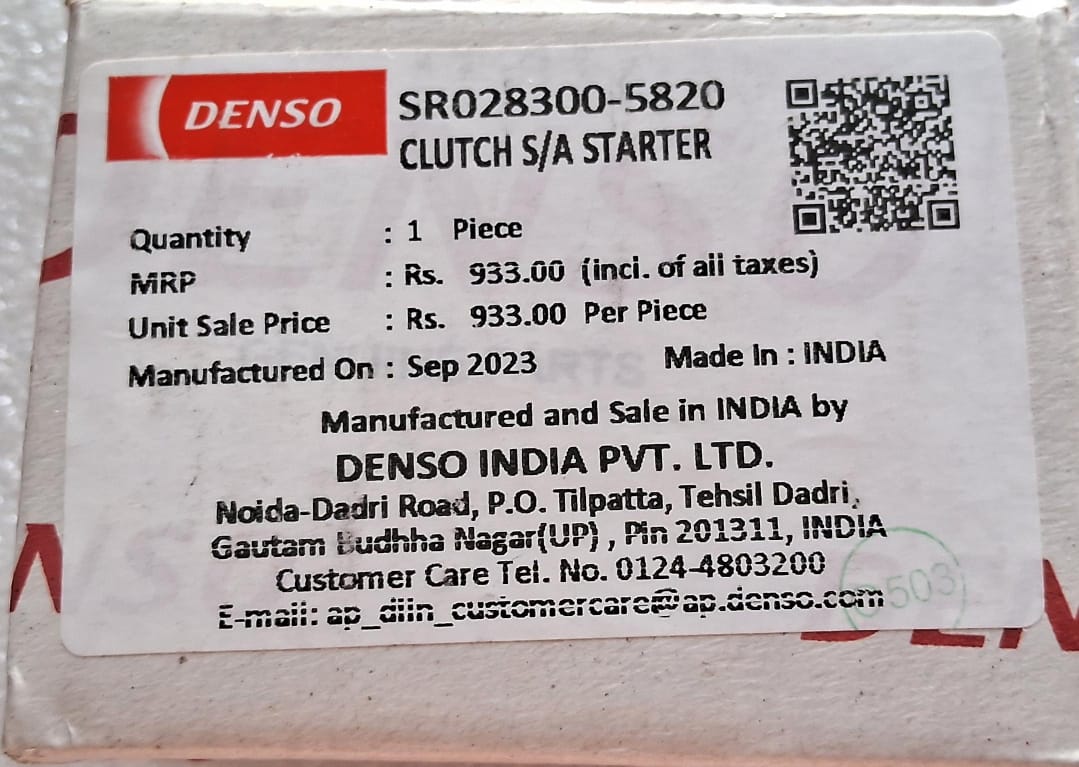 DENSO
SR028300-5820
CLUTCH S/A STARTER
Quantity : 1 Piece
MRP : Rs. 933.00 (incl. of all taxes)
Unit Sale Price : Rs. 933.00 Per Piece
Manufactured On : Sep 2023 Made In : INDIA
Manufactured and Sale in INDIA by
DENSO INDIA PVT. LTD.
Noida-Dadri Road, P.O. Tilpatta, Tehsil Dadri,
Gautam Budhha Nagar(UP) , Pin 201311, INDIA
Customer Care Tel. No. 0124-4803200
E-mail: ap_diin_customercare@ap.denso.com